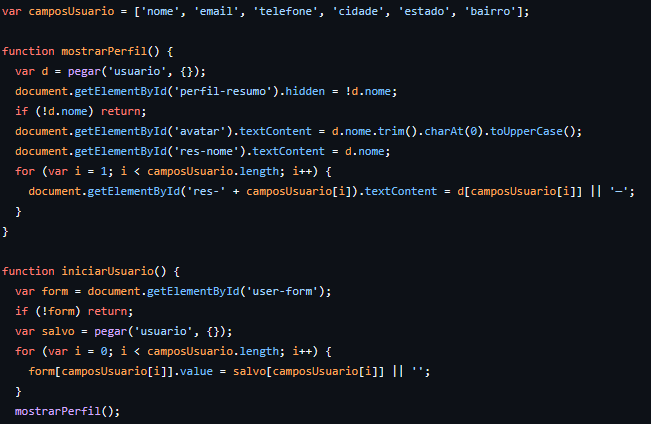 var camposUsuario = ['nome', 'email', 'telefone', 'cidade', 'estado', 'bairro'];
function mostrarPerfil() {
var d = pegar('usuario', {});
document.getElementById('perfil-resumo').hidden = !d.nome;
if (!d.nome) return;
document.getElementById('avatar').textContent = d.nome.trim().charAt(0).toUpperCase();
document.getElementById('res-nome').textContent = d.nome;
for (var i = 1; i < camposUsuario.length; i++) {
document.getElementById('res-' + camposUsuario[i]).textContent = d[camposUsuario[i]] || '—';
}
}
function iniciarUsuario() {
var form = document.getElementById('user-form');
if (!form) return;
var salvo = pegar('usuario', {});
for (var i = 0; i < camposUsuario.length; i++) {
form[camposUsuario[i]].value = salvo[camposUsuario[i]] || '';
}
mostrarPerfil();